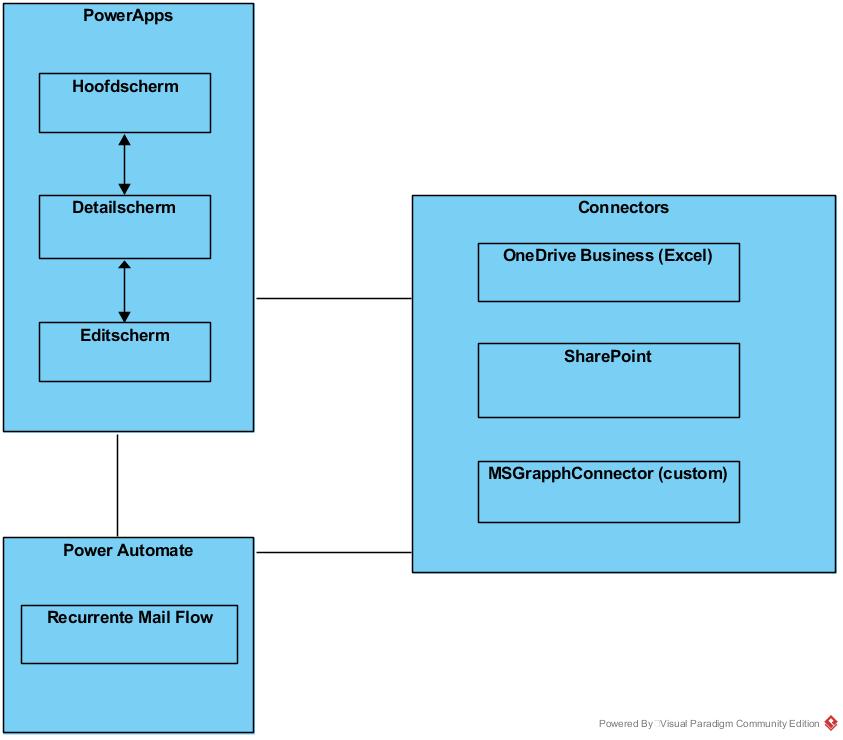 PowerApps
Hoofdscherm
Detailscherm
Editscherm
Connectors
OneDrive Business (Excel)
SharePoint
MSGrapphConnector (custom)
Power Automate
Recurrente Mail Flow
Powered By Visual Paradigm Community Edition